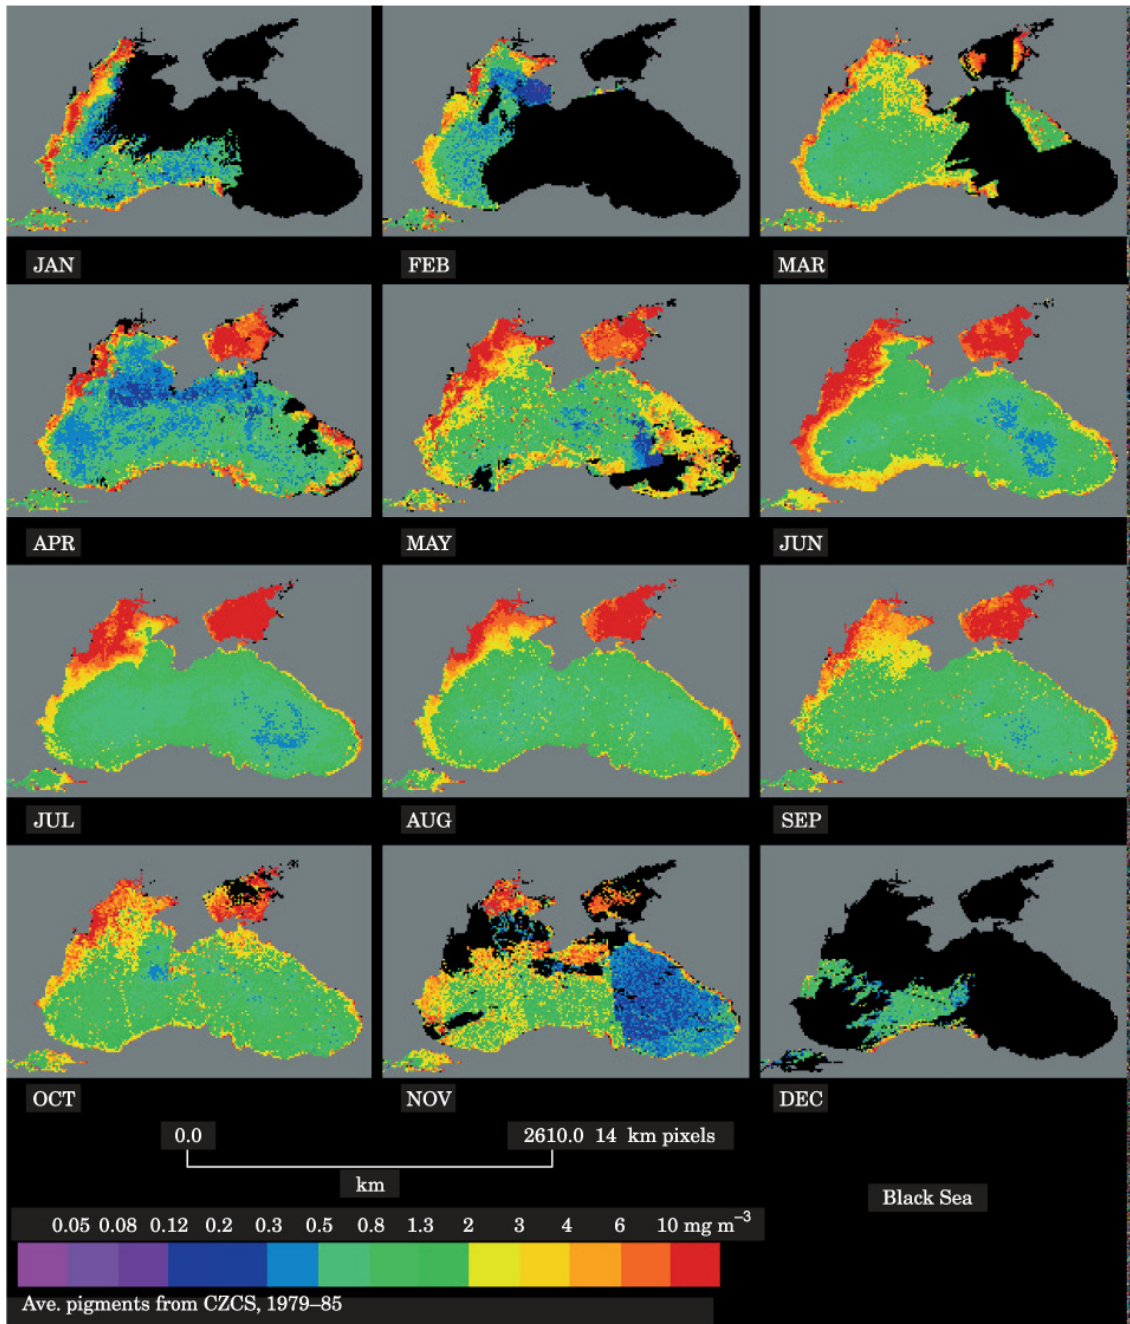 JAN FEB MAR
APR MAY JUN
JUL AUG SEP
OCT NOV DEC
0.0 2610.0 14 km pixels
km
Black Sea
0.05 0.08 0.12 0.2 0.3 0.5 0.8 1.3 2 3 4 6 10 mg m⁻³
Ave. pigments from CZCS, 1979–85